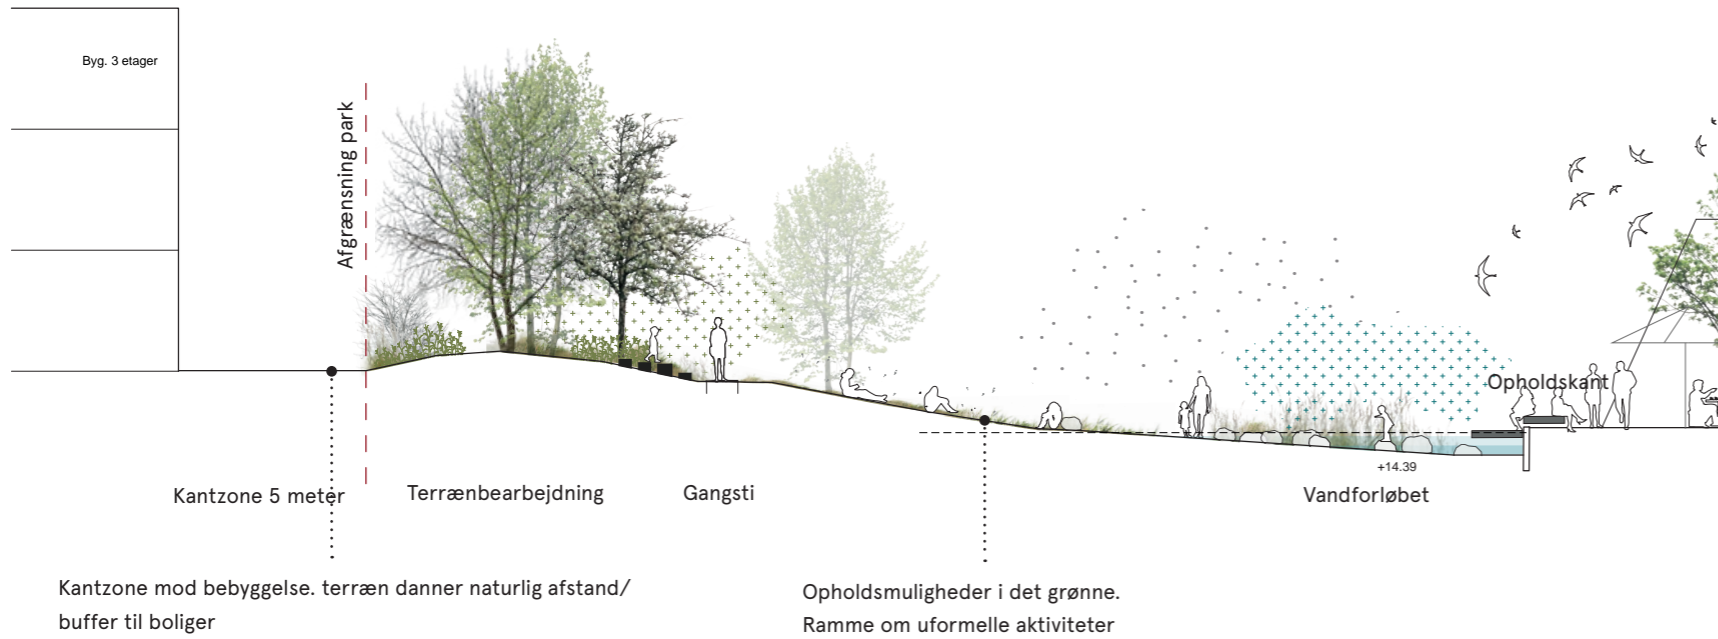 Byg. 3 etager
Afgrænsning park
Opholdskant
+14.39
Kantzone 5 meter
Terrænbearbejdning
Gangsti
Vandforløbet
Kantzone mod bebyggelse. terræn danner naturlig afstand/
buffer til boliger
Opholdsmuligheder i det grønne.
Ramme om uformelle aktiviteter